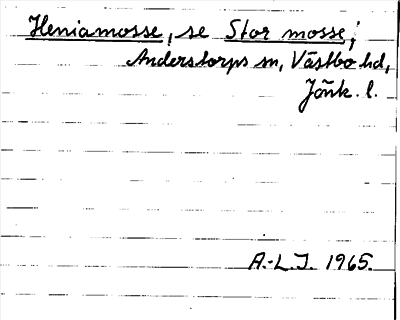 Heniamosse, se Stor mosse;
Anderstorps sn, Västbo hd,
Jönk. l.
A.-L.J. 1965.